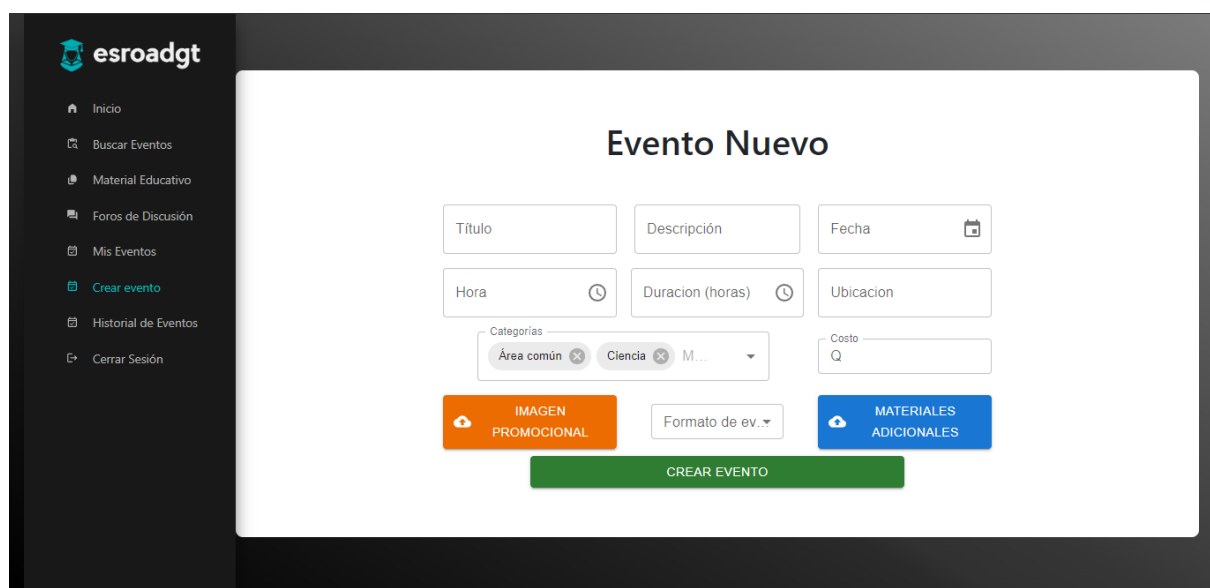 esroadgt
Inicio
Buscar Eventos
Material Educativo
Foros de Discusión
Mis Eventos
Crear evento
Historial de Eventos
Cerrar Sesión
Evento Nuevo
Título
Descripción
Fecha
Hora
Duracion (horas)
Ubicacion
Categorías
Área común
Ciencia
M...
Costo
Q
IMAGEN
PROMOCIONAL
Formato de ev...
MATERIALES
ADICIONALES
CREAR EVENTO